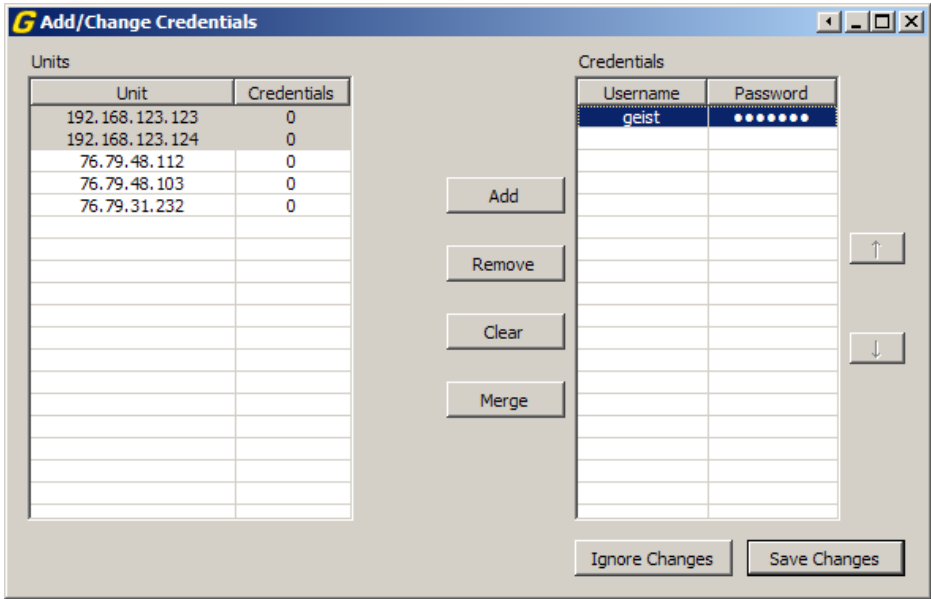 G Add/Change Credentials
Units
Unit Credentials
192.168.123.123 0
192.168.123.124 0
76.79.48.112 0
76.79.48.103 0
76.79.31.232 0
Add
Remove
Clear
Merge
Credentials
Username Password
geist ●●●●●●●
↑
↓
Ignore Changes Save Changes